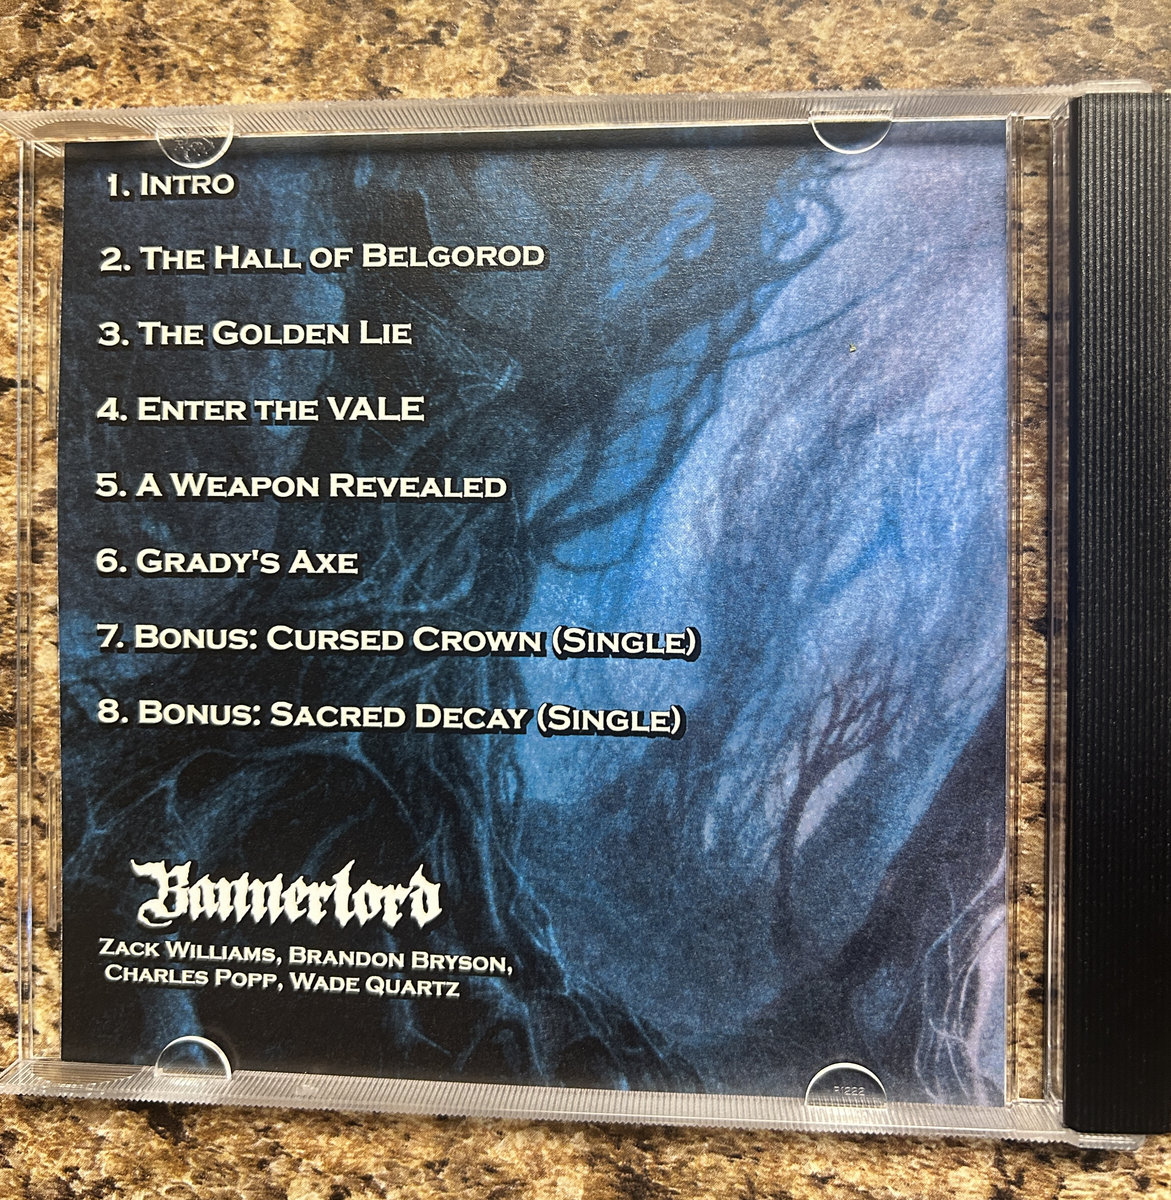 1. Intro
2. The Hall of Belgorod
3. The Golden Lie
4. Enter the VALE
5. A Weapon Revealed
6. Grady's Axe
7. Bonus: Cursed Crown (Single)
8. Bonus: Sacred Decay (Single)
Bannerlord
Zack Williams, Brandon Bryson,
Charles Popp, Wade Quartz